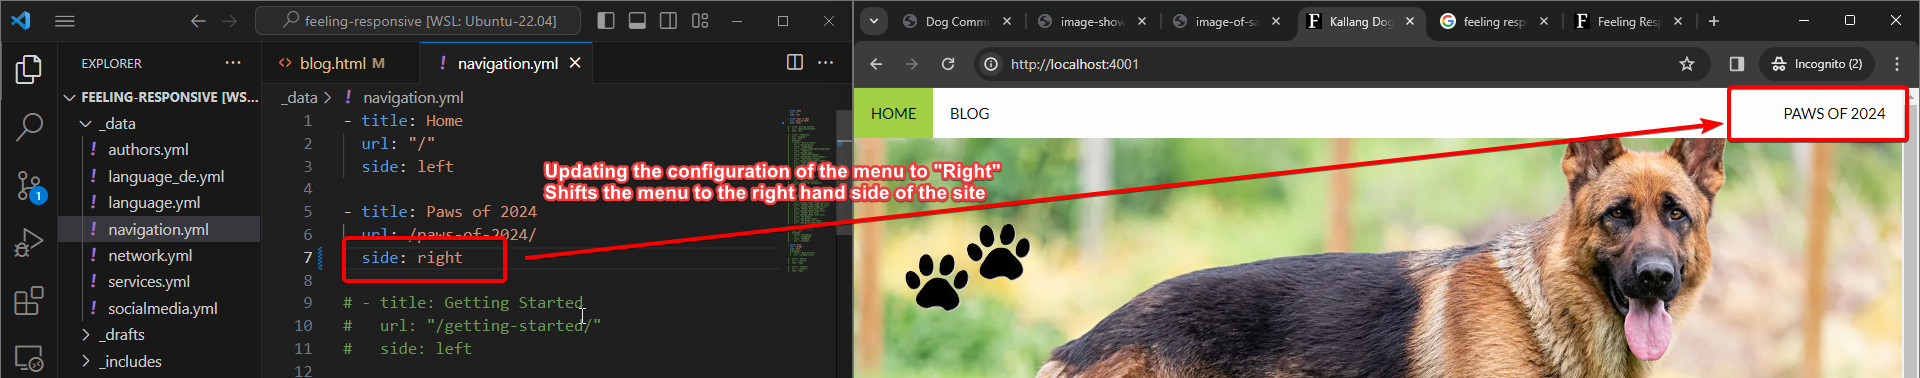 feeling-responsive [WSL: Ubuntu-22.04]
Dog Comm
image-show
image-of-sa
Kallang Dog
feeling resp
Feeling Res
EXPLORER
blog.html M
navigation.yml
http://localhost:4001
Incognito (2)
FEELING-RESPONSIVE [WS...
_data
authors.yml
language_de.yml
language.yml
navigation.yml
network.yml
services.yml
socialmedia.yml
_drafts
_includes
1
_data > navigation.yml
1 - title: Home
2 url: "/"
3 side: left
4
5 - title: Paws of 2024
6 url: /paws-of-2024/
7 side: right
8
9 # - title: Getting Started
10 # url: "/getting-started/"
11 # side: left
12
Updating the configuration of the menu to "Right"
Shifts the menu to the right hand side of the site
HOME
BLOG
PAWS OF 2024